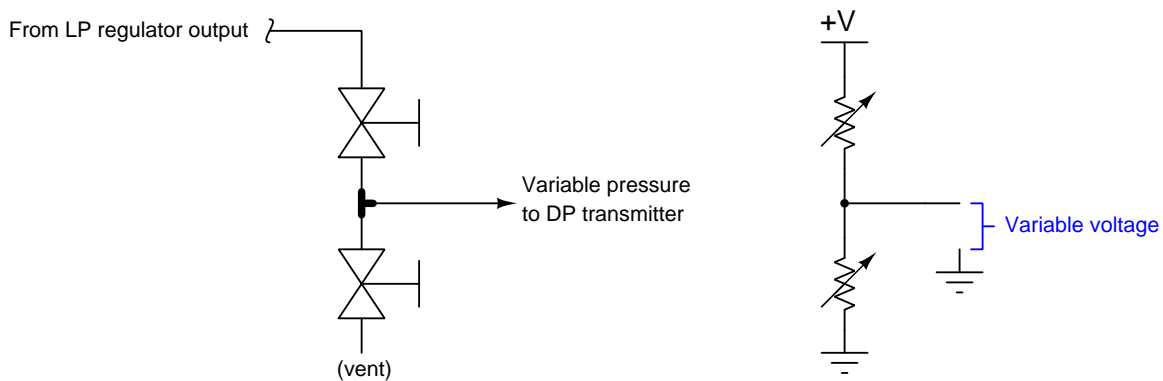 From LP regulator output
+V
Variable pressure
to DP transmitter
Variable voltage
(vent)